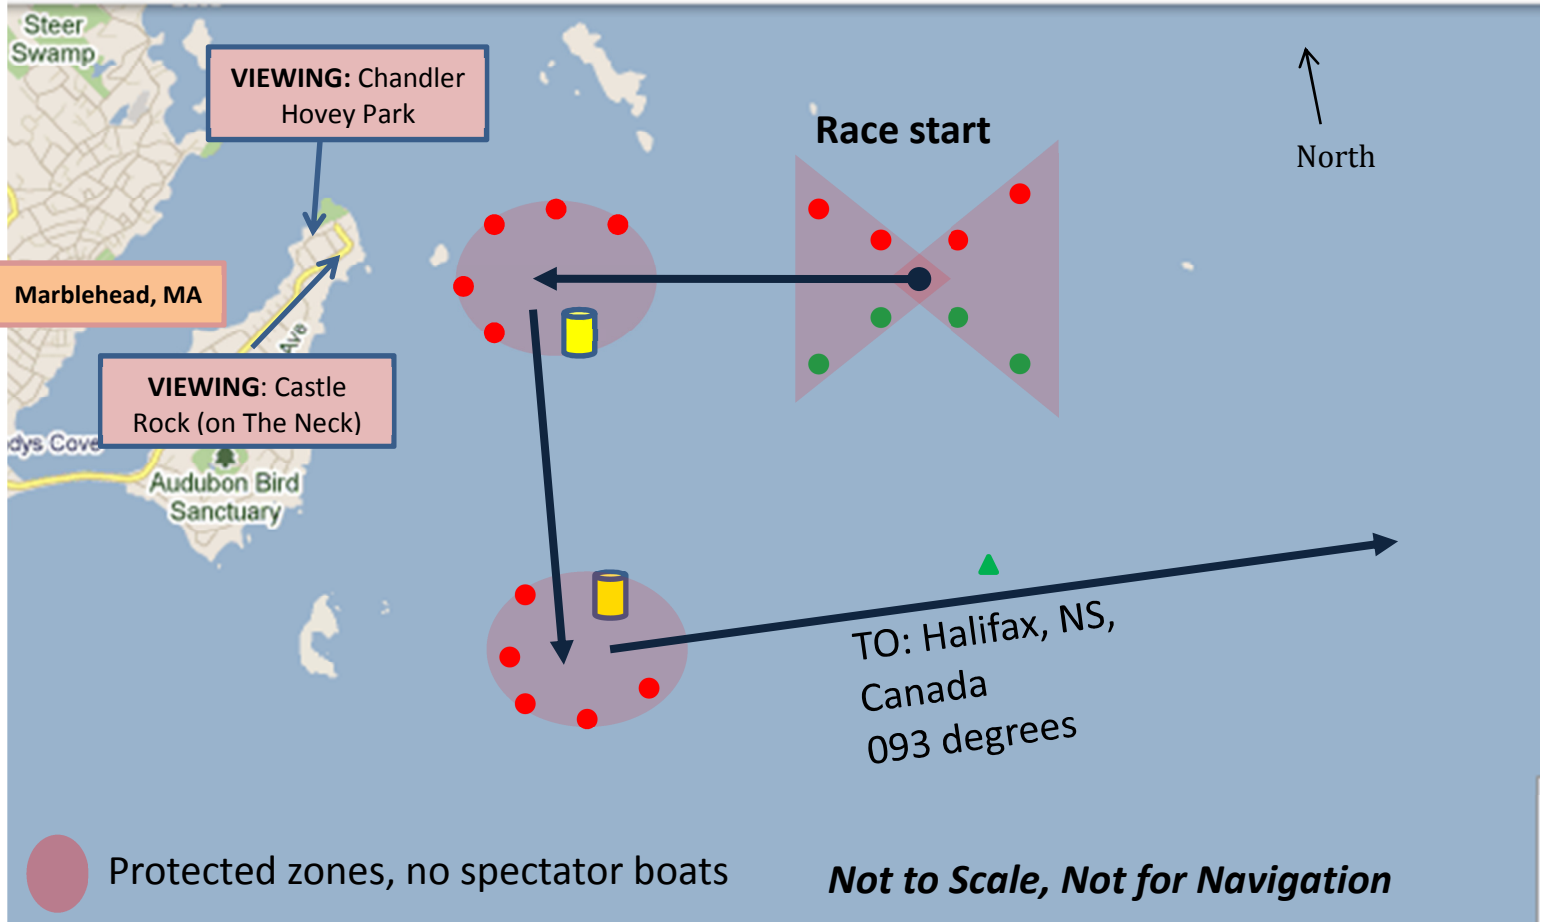 Steer
Swamp
VIEWING: Chandler
Hovey Park
Race start
North
Marblehead, MA
Ave
VIEWING: Castle
Rock (on The Neck)
dys Cove
Audubon Bird
Sanctuary
TO: Halifax, NS,
Canada
093 degrees
Protected zones, no spectator boats
Not to Scale, Not for Navigation